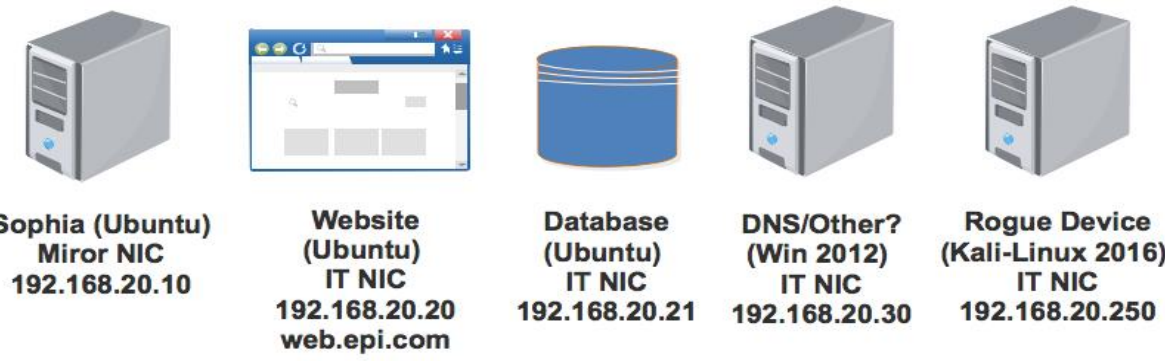 Sophia (Ubuntu)
Miror NIC
192.168.20.10
Website
(Ubuntu)
IT NIC
192.168.20.20
web.epi.com
Database
(Ubuntu)
IT NIC
192.168.20.21
DNS/Other?
(Win 2012)
IT NIC
192.168.20.30
Rogue Device
(Kali-Linux 2016)
IT NIC
192.168.20.250